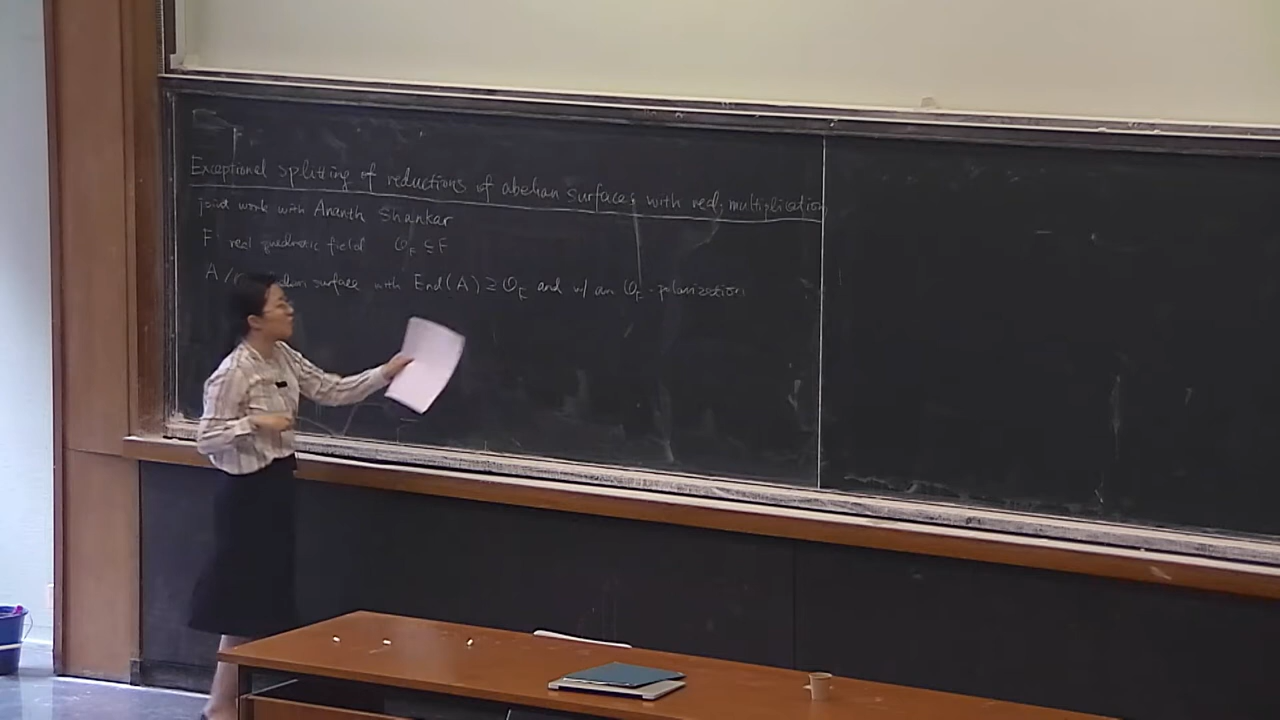 Exceptional splitting of reductions of abelian surfaces with real multiplication
joint work with Ananth Shankar
F real quadratic field O_F ⊆ F
A / surface with End(A) ⊇ O_F and w/ an O_F-polarization